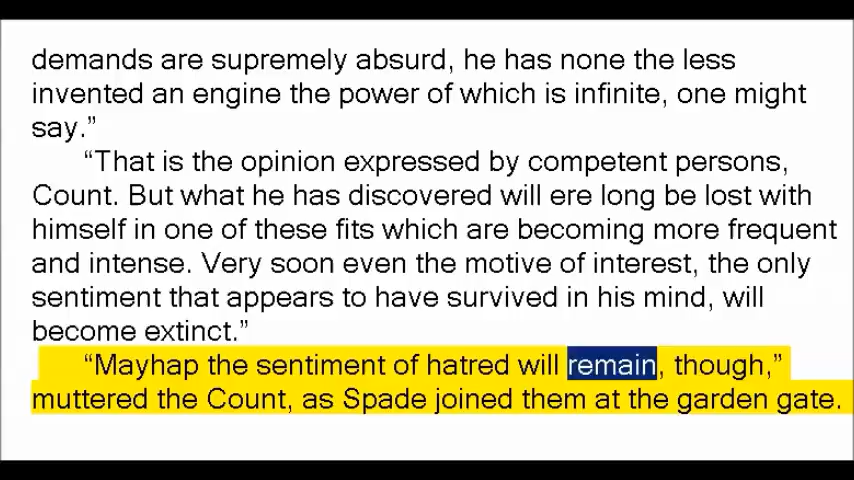 demands are supremely absurd, he has none the less
invented an engine the power of which is infinite, one might
say.”
“That is the opinion expressed by competent persons,
Count. But what he has discovered will ere long be lost with
himself in one of these fits which are becoming more frequent
and intense. Very soon even the motive of interest, the only
sentiment that appears to have survived in his mind, will
become extinct.”
“Mayhap the sentiment of hatred will remain, though,”
muttered the Count, as Spade joined them at the garden gate.